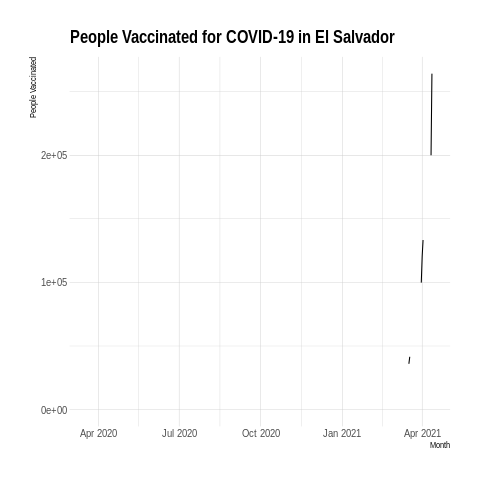 People Vaccinated for COVID-19 in El Salvador
People Vaccinated
2e+05
1e+05
0e+00
Apr 2020 Jul 2020 Oct 2020 Jan 2021 Apr 2021
Month